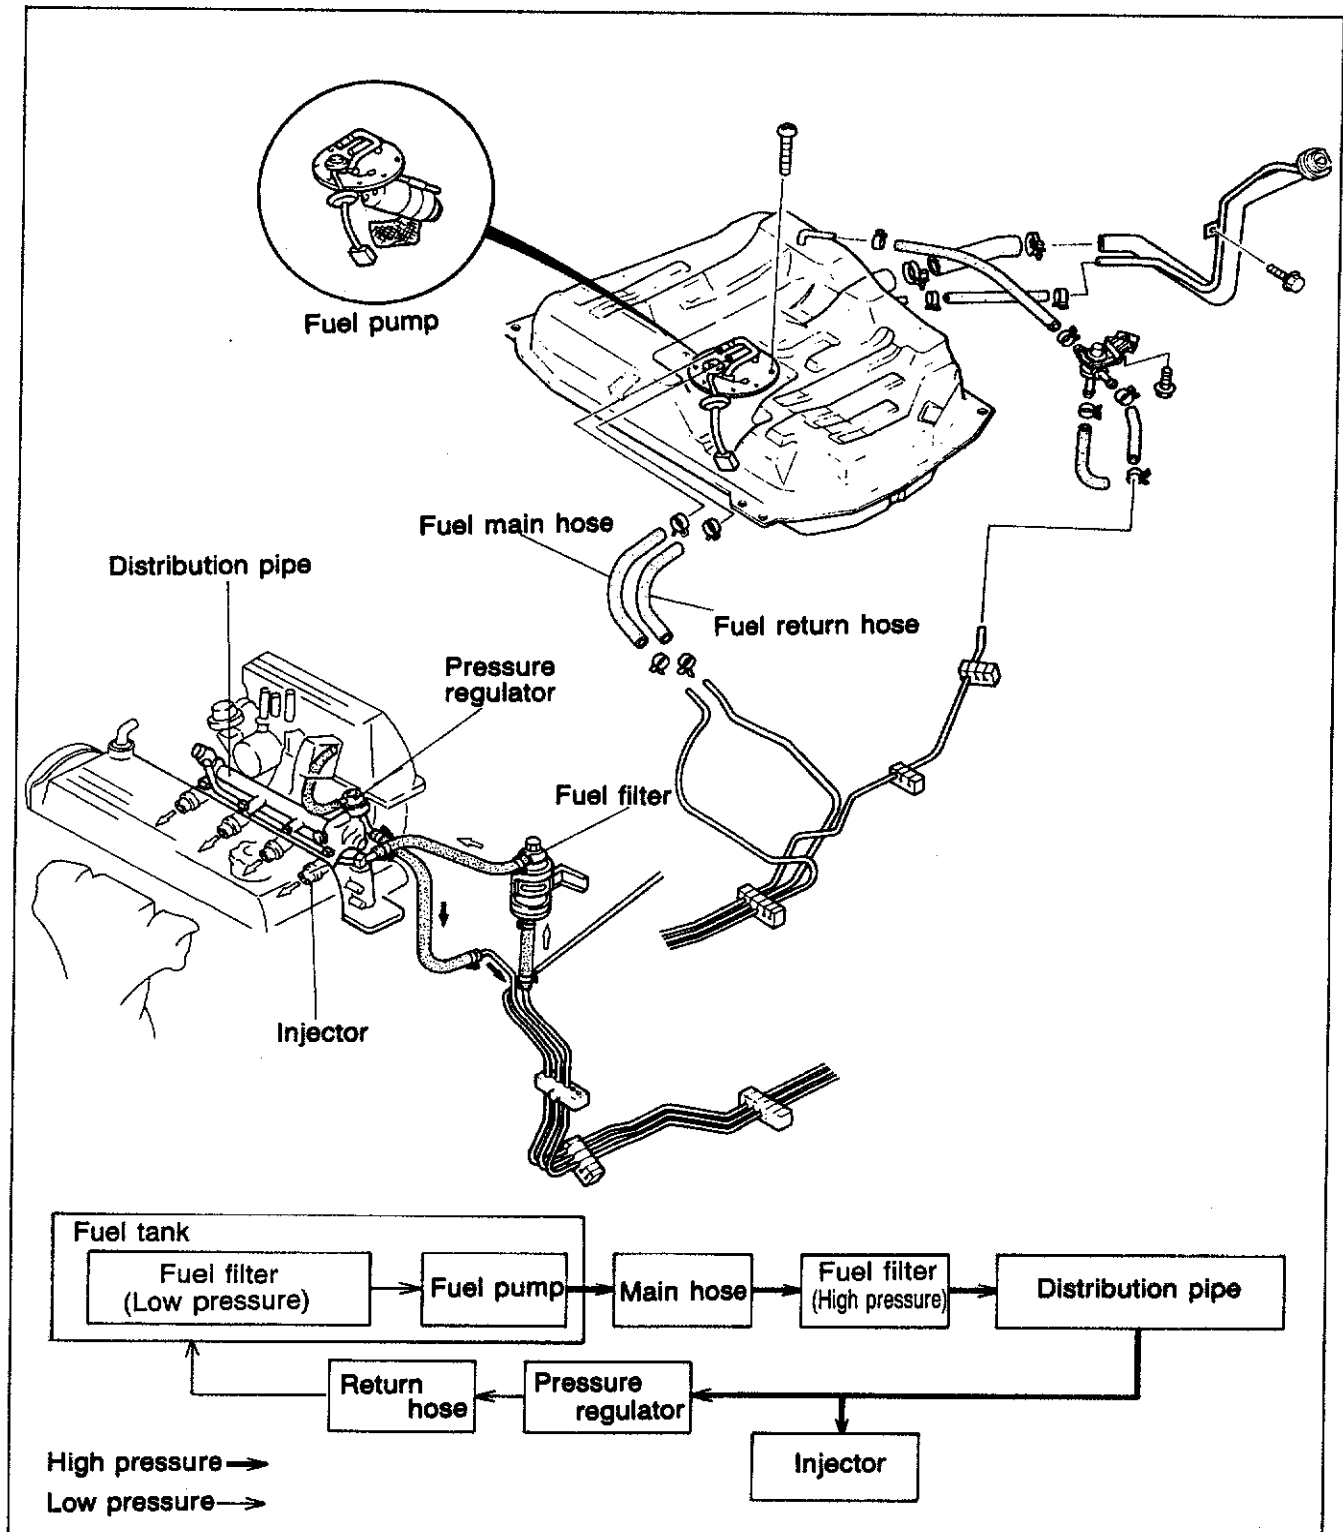 Fuel pump
Fuel main hose
Distribution pipe
Fuel return hose
Pressure
regulator
Fuel filter
Injector
Fuel tank
Fuel filter
(Low pressure)
Fuel pump
Main hose
Fuel filter
(High pressure)
Distribution pipe
Return
hose
Pressure
regulator
Injector
High pressure
Low pressure